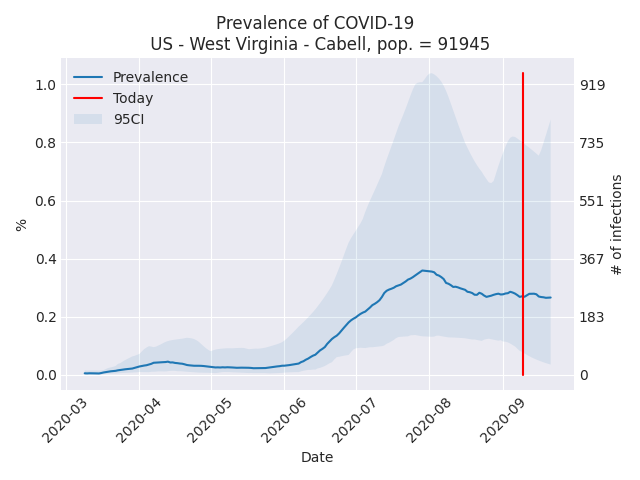 Prevalence of COVID-19
US - West Virginia - Cabell, pop. = 91945
Prevalence
Today
95CI
1.0
0.8
0.6
0.4
0.2
0.0
%
919
735
551
367
183
0
# of infections
2020-03
2020-04
2020-05
2020-06
2020-07
2020-08
2020-09
Date